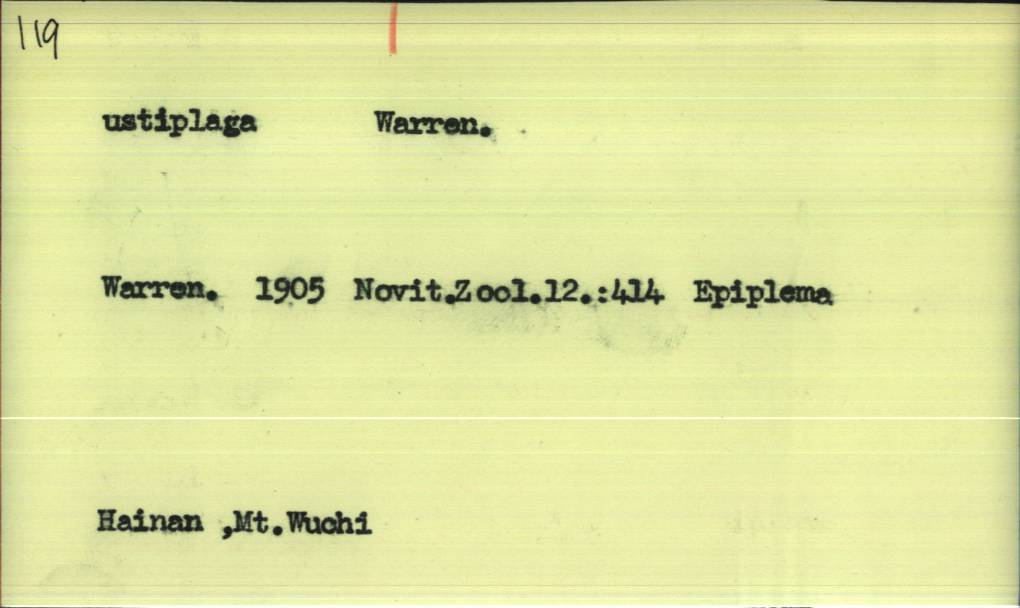 119
ustiplaga Warren.
Warren. 1905 Novit.Zool.12.:414 Epiplema
Hainan ,Mt.Wuchi